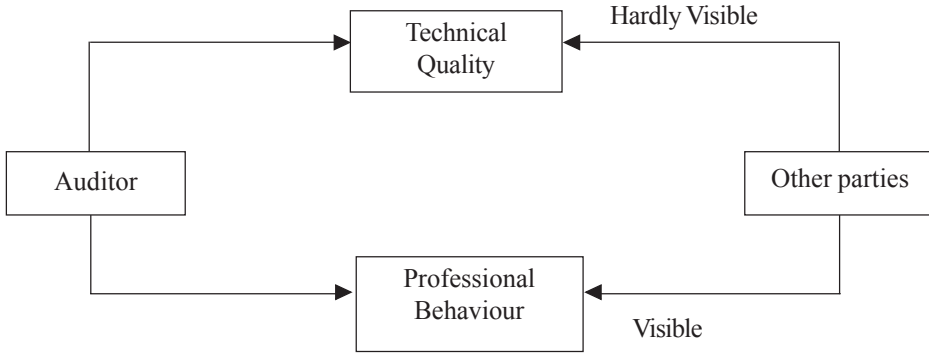 Hardly Visible
Technical
Quality
Auditor
Other parties
Professional
Behaviour
Visible